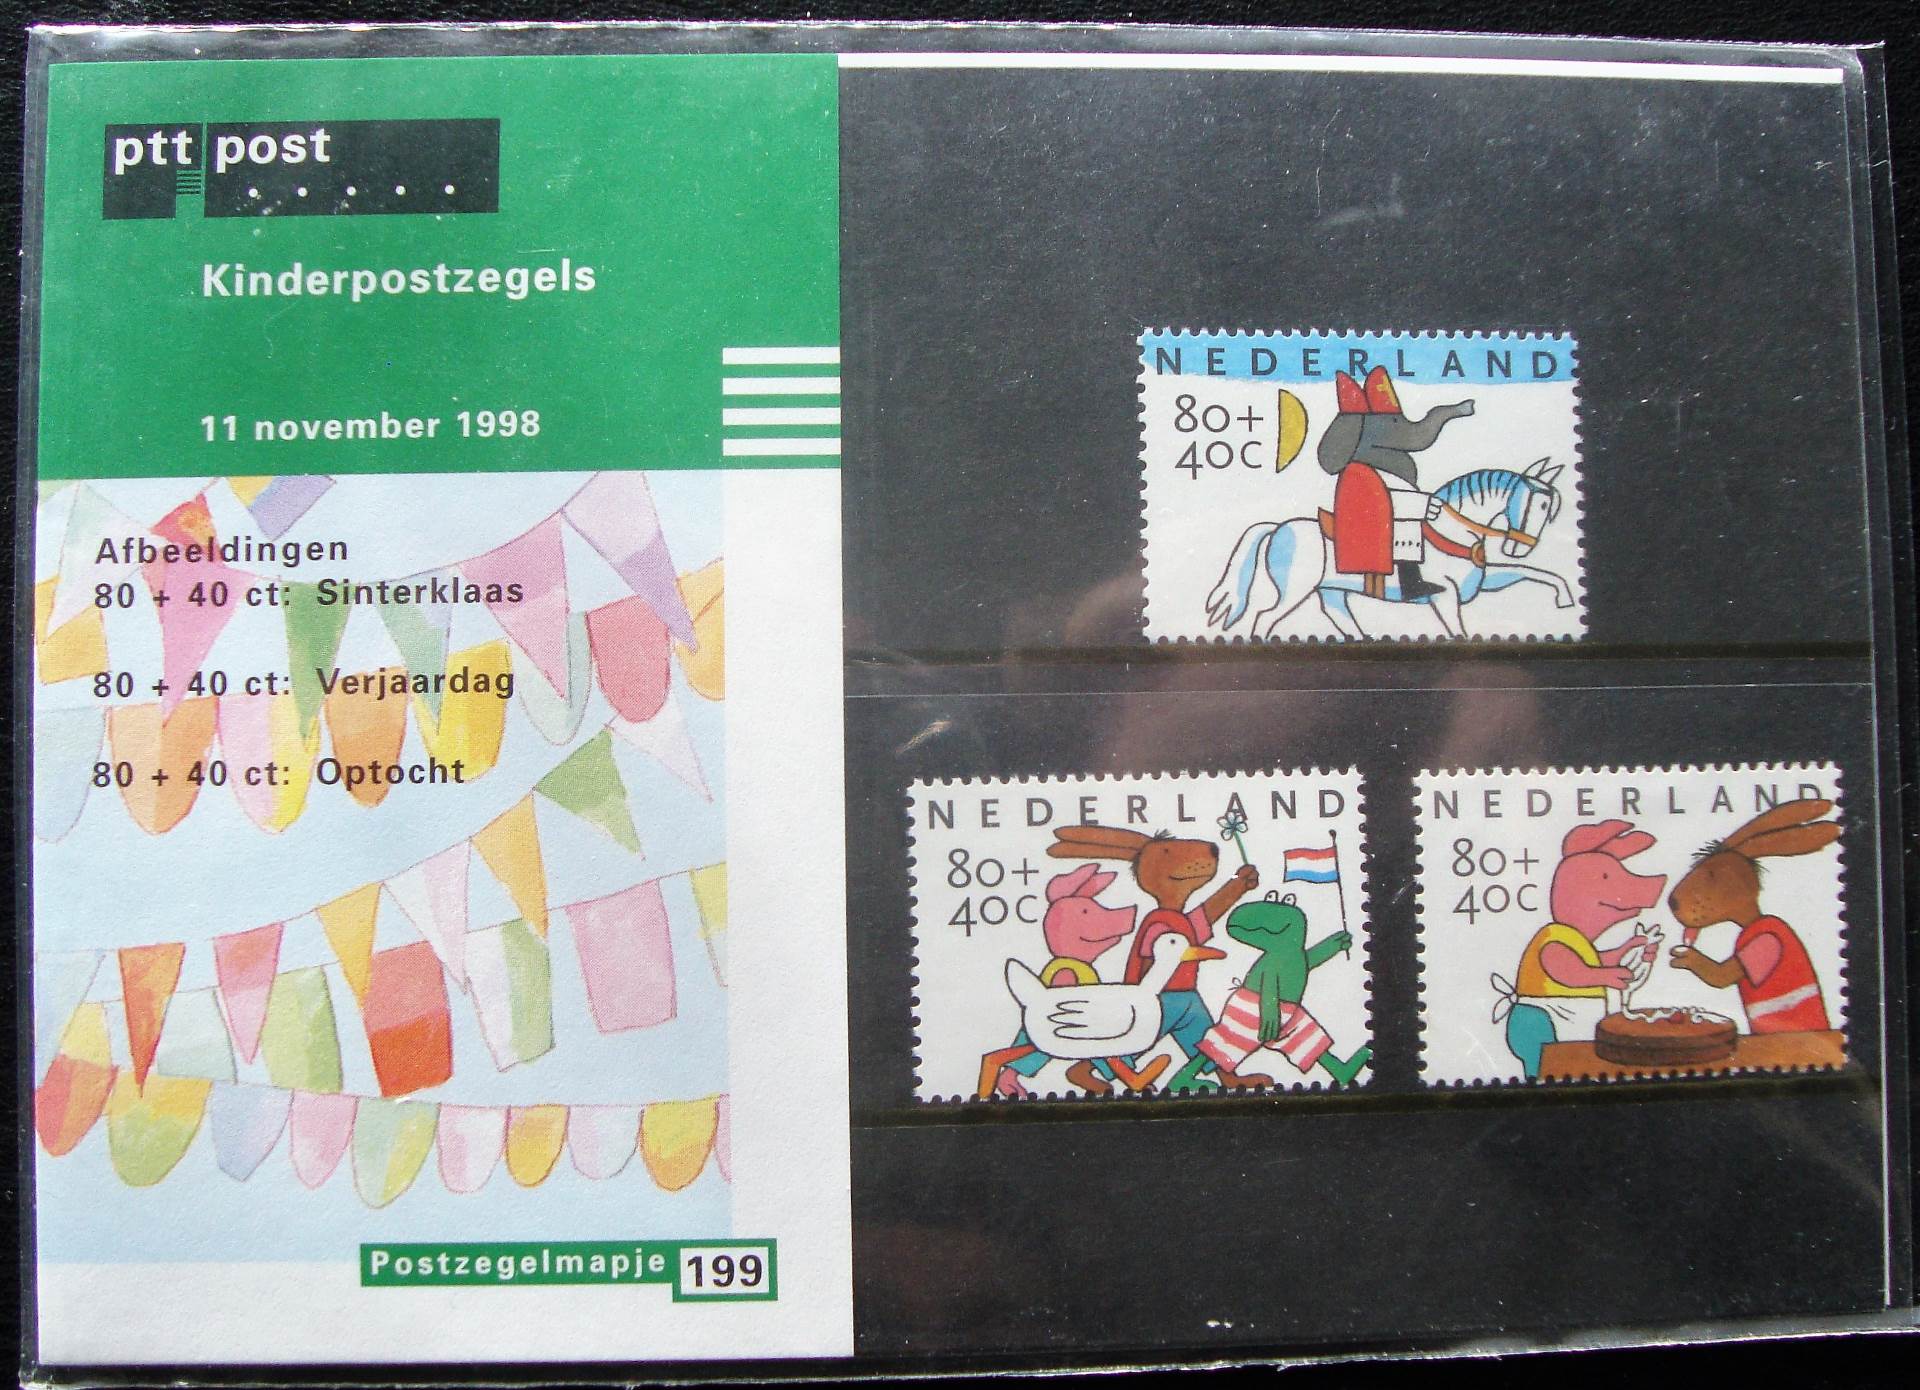 ptt post
Kinderpostzegels
11 november 1998
Afbeeldingen
80 + 40 ct: Sinterklaas
80 + 40 ct: Verjaardag
80 + 40 ct: Optocht
Postzegelmapje 199
NEDERLAND
80+
40c
NEDERLAND
80+
40c
NEDERLAND
80+
40c